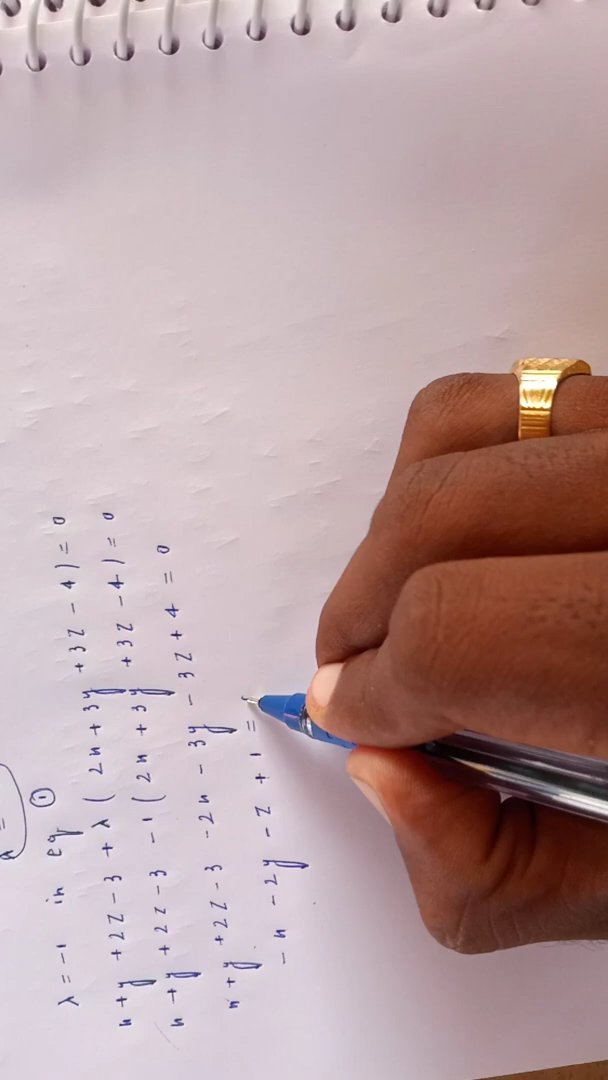 λ = -1 in eq ①
x + y + 2z - 3 + λ ( 2x + 3y + 3z - 4 ) = 0
x + y + 2z - 3 - 1 ( 2x + 3y + 3z - 4 ) = 0
x + y + 2z - 3 - 2x - 3y - 3z + 4 = 0
- x - 2y - z + 1 =